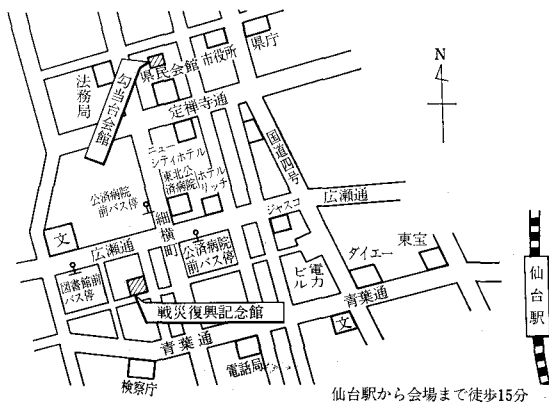 県庁
市役所
県民会館
法務局
勾当台会館
定禅寺通
N
ニュー
シティホテル
東北公
済病院
ホテル
リッチ
国道四号
公済病院
前バス停
細横町
広瀬通
ジャスコ
文
広瀬通
公済病院
前バス停
ダイエー
東宝
図書館前
バス停
電力
ビル
仙台駅
戦災復興記念館
青葉通
青葉通
文
電話局
検察庁
仙台駅から会場まで徒歩15分